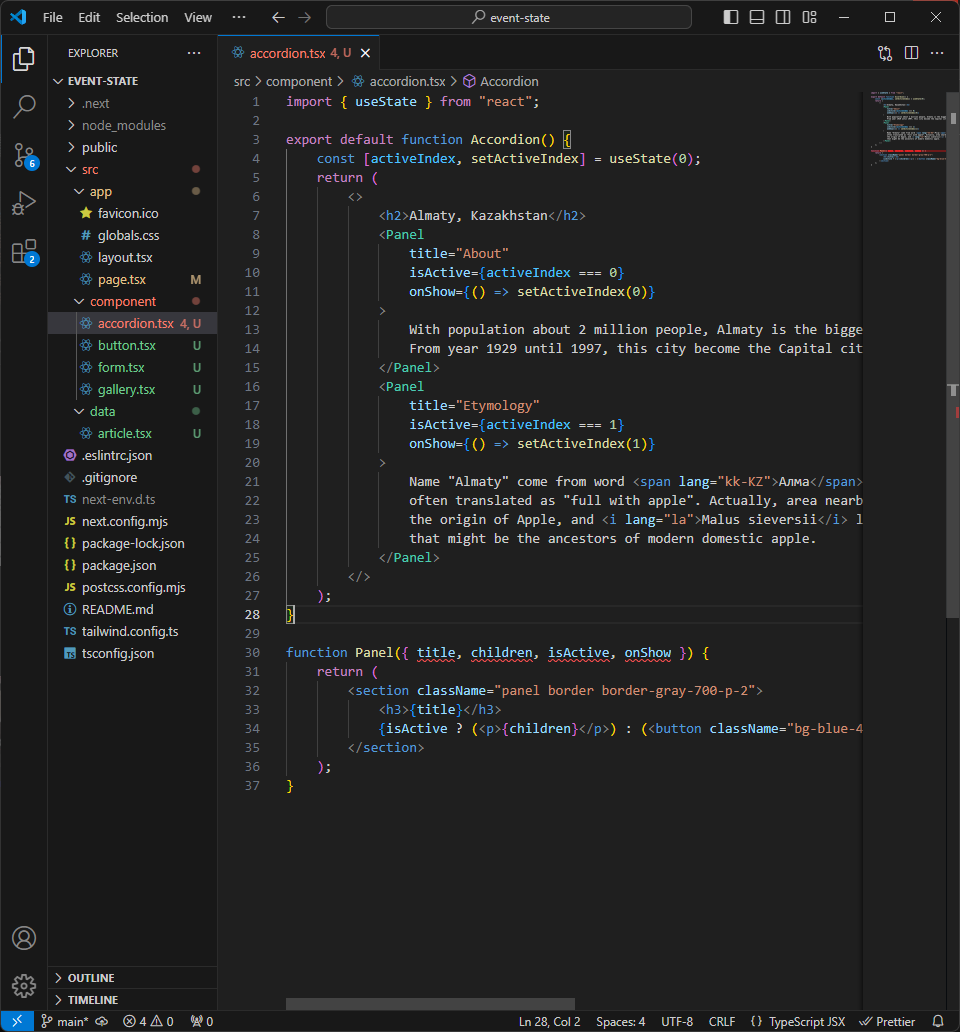 File Edit Selection View ··· event-state
EXPLORER ···
EVENT-STATE
.next
node_modules
public
src
app
favicon.ico
# globals.css
layout.tsx
page.tsx M
component
accordion.tsx 4, U
button.tsx U
form.tsx U
gallery.tsx U
data
article.tsx U
.eslintrc.json
.gitignore
TS next-env.d.ts
JS next.config.mjs
{} package-lock.json
{} package.json
JS postcss.config.mjs
README.md
TS tailwind.config.ts
TS tsconfig.json
OUTLINE
TIMELINE
6
2
accordion.tsx 4, U
src > component > accordion.tsx > Accordion
1 import { useState } from "react";
2
3 export default function Accordion() {
4 const [activeIndex, setActiveIndex] = useState(0);
5 return (
6 <>
7 <h2>Almaty, Kazakhstan</h2>
8 <Panel
9 title="About"
10 isActive={activeIndex === 0}
11 onShow={() => setActiveIndex(0)}
12 >
13 With population about 2 million people, Almaty is the bigge
14 From year 1929 until 1997, this city become the Capital cit
15 </Panel>
16 <Panel
17 title="Etymology"
18 isActive={activeIndex === 1}
19 onShow={() => setActiveIndex(1)}
20 >
21 Name "Almaty" come from word <span lang="kk-KZ">Алма</span>
22 often translated as "full with apple". Actually, area nearb
23 the origin of Apple, and <i lang="la">Malus sieversii</i> l
24 that might be the ancestors of modern domestic apple.
25 </Panel>
26 </>
27 );
28 }
29
30 function Panel({ title, children, isActive, onShow }) {
31 return (
32 <section className="panel border border-gray-700-p-2">
33 <h3>{title}</h3>
34 {isActive ? (<p>{children}</p>) : (<button className="bg-blue-4
35 </section>
36 );
37 }
main* 4 0 0 Ln 28, Col 2 Spaces: 4 UTF-8 CRLF {} TypeScript JSX Prettier